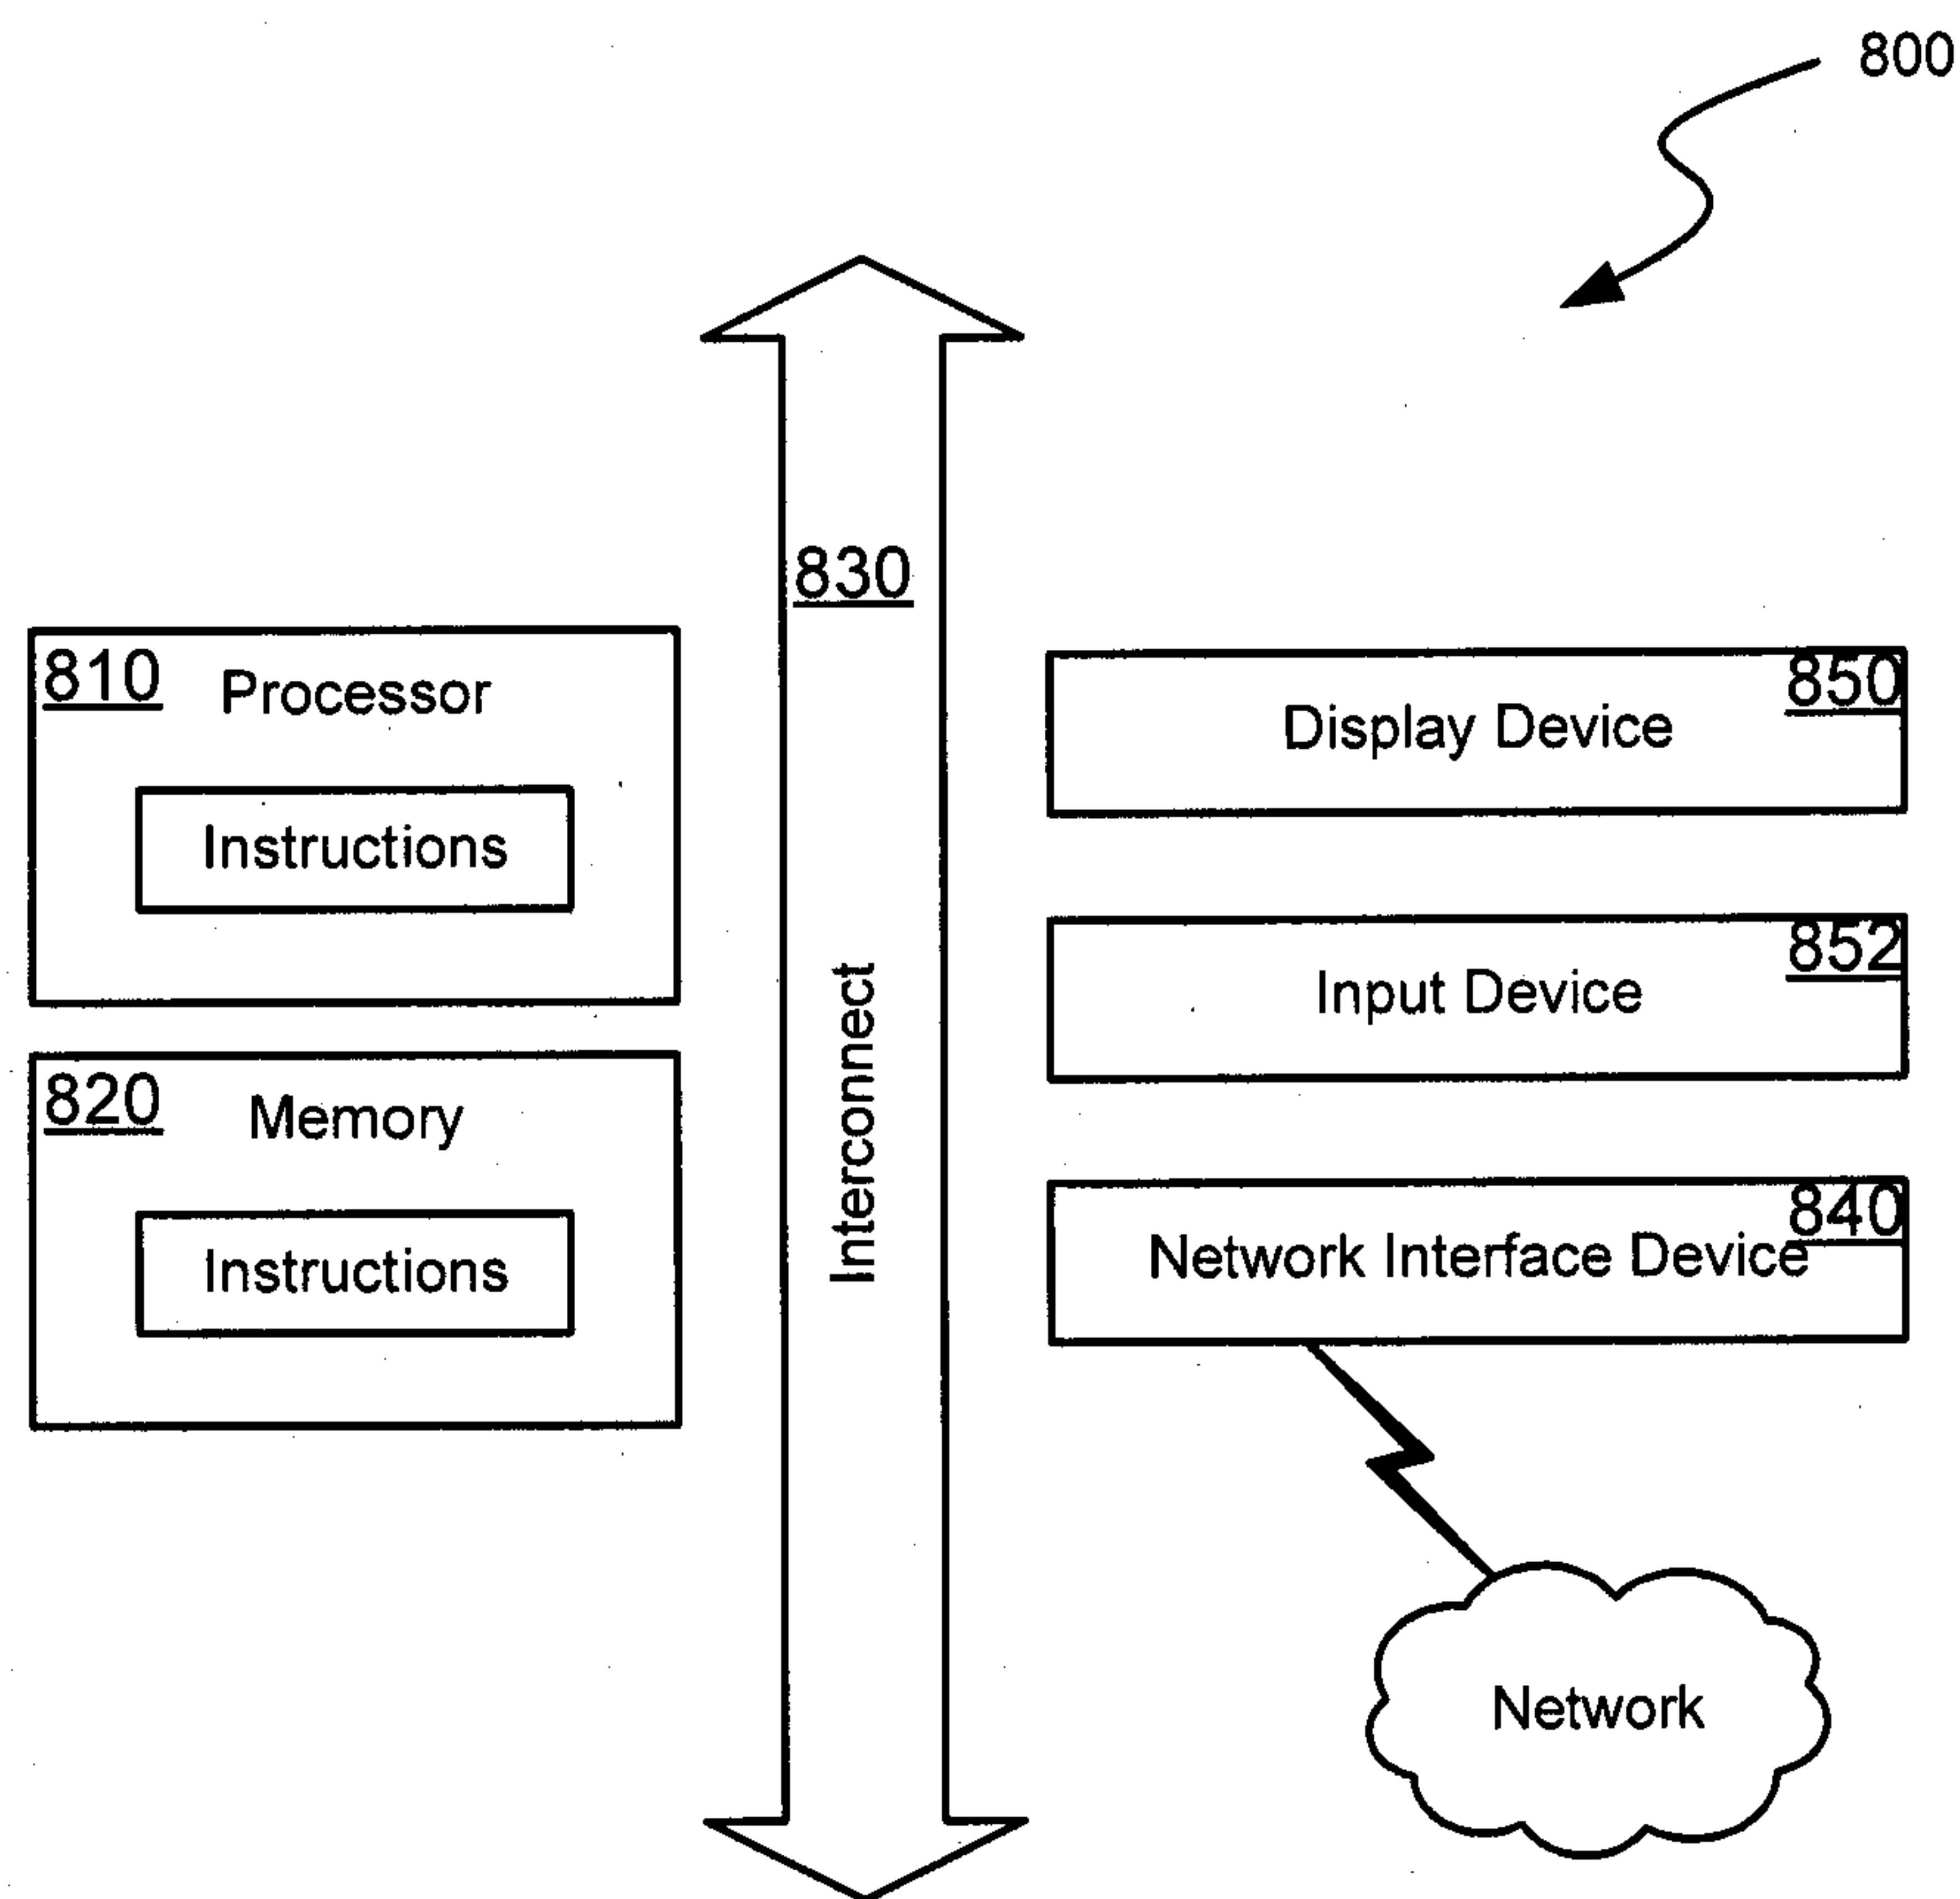 800
830
810
Processor
Instructions
820
Memory
Instructions
Interconnect
850
Display Device
852
Input Device
840
Network Interface Device
Network